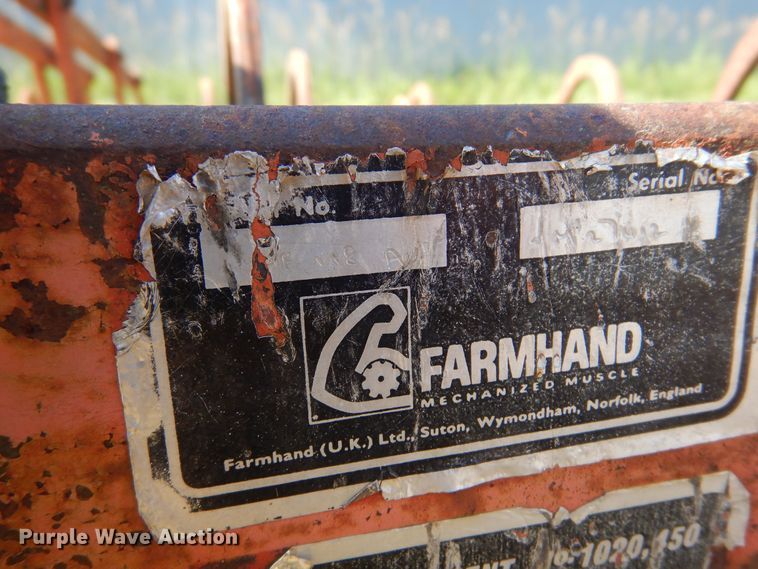 No.
Serial No.
FARMHAND
MECHANIZED MUSCLE
Farmhand (U.K.) Ltd., Suton, Wymondham, Norfolk, England
1020,450
Purple Wave Auction